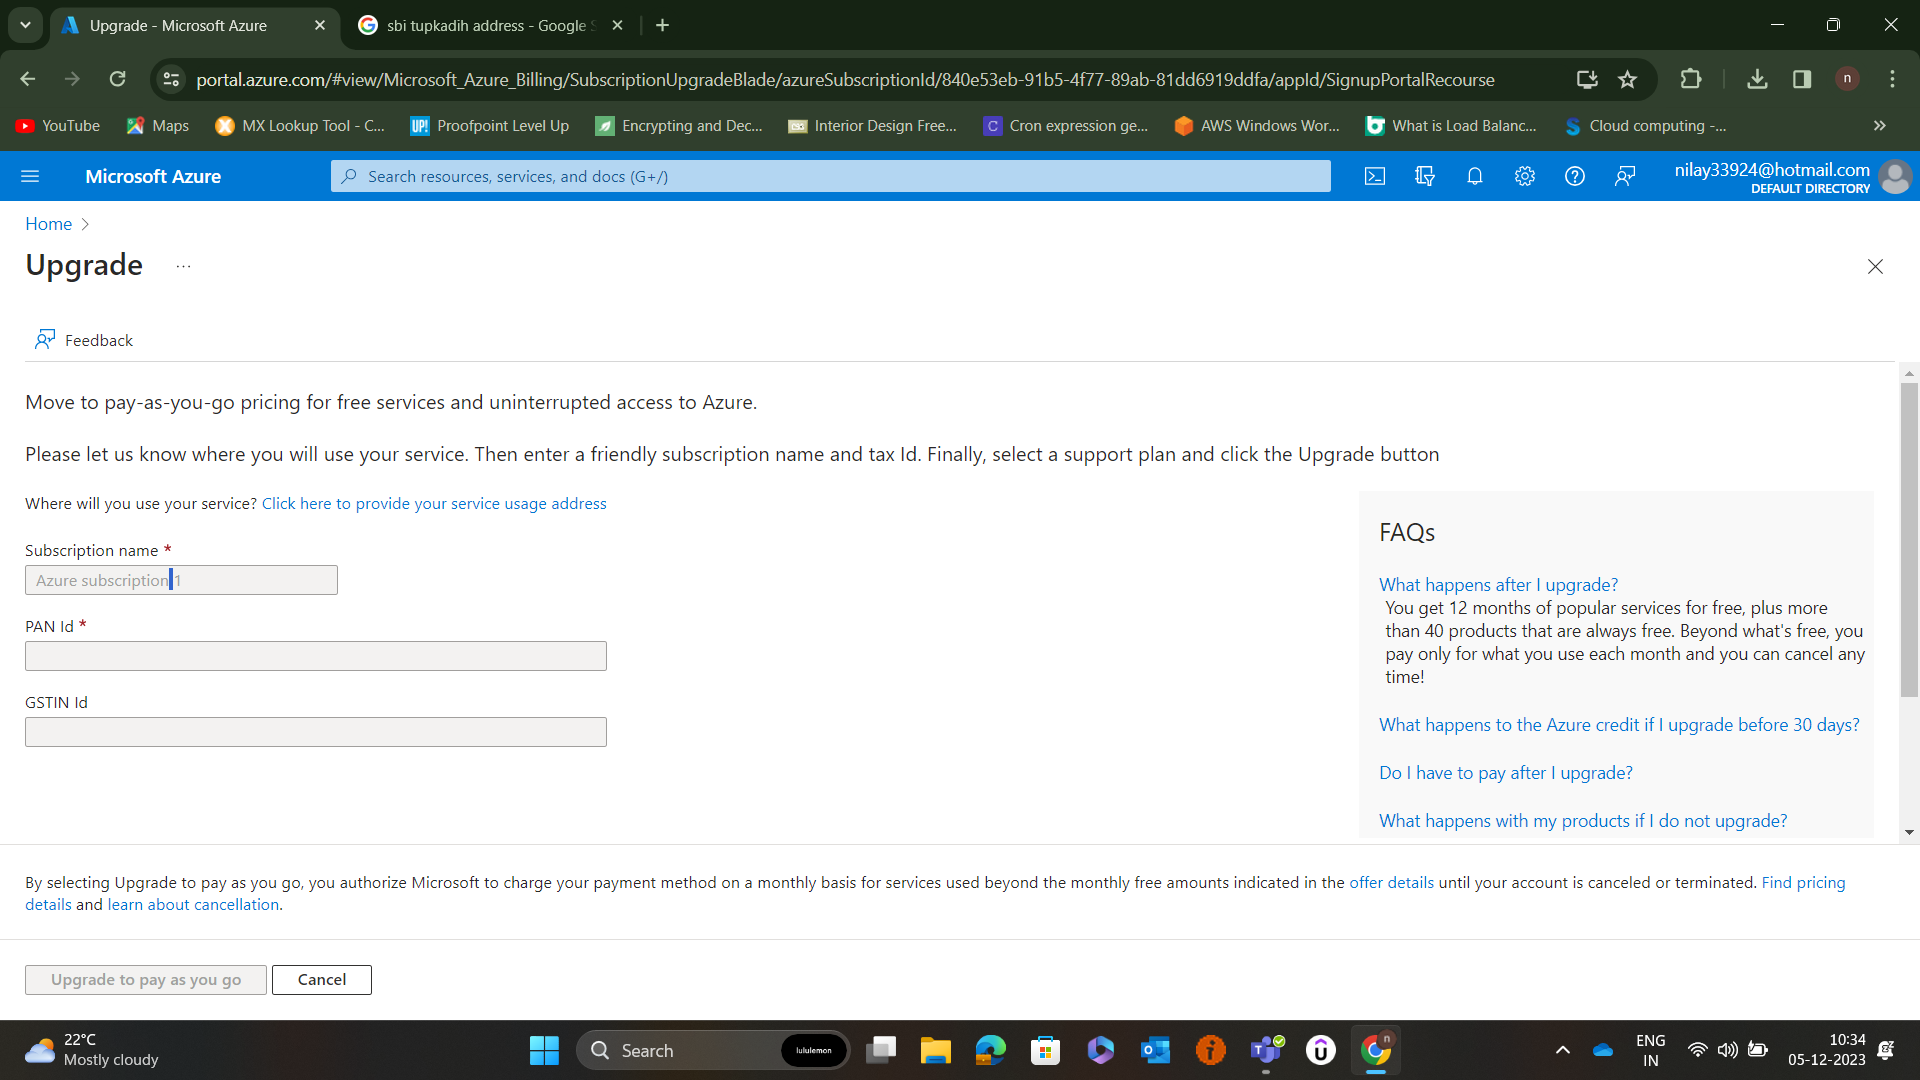 Upgrade - Microsoft Azure
sbi tupkadih address - Google S
portal.azure.com/#view/Microsoft_Azure_Billing/SubscriptionUpgradeBlade/azureSubscriptionId/840e53eb-91b5-4f77-89ab-81dd6919ddfa/appId/SignupPortalRecourse
n
YouTube Maps MX Lookup Tool - C... UP! Proofpoint Level Up Encrypting and Dec... Interior Design Free... C Cron expression ge... AWS Windows Wor... What is Load Balanc... Cloud computing -...
Microsoft Azure
Search resources, services, and docs (G+/)
nilay33924@hotmail.com
DEFAULT DIRECTORY
Home
Upgrade ...
Feedback
Move to pay-as-you-go pricing for free services and uninterrupted access to Azure.
Please let us know where you will use your service. Then enter a friendly subscription name and tax Id. Finally, select a support plan and click the Upgrade button
Where will you use your service? Click here to provide your service usage address
Subscription name *
Azure subscription 1
PAN Id *
GSTIN Id
FAQs
What happens after I upgrade?
You get 12 months of popular services for free, plus more
than 40 products that are always free. Beyond what's free, you
pay only for what you use each month and you can cancel any
time!
What happens to the Azure credit if I upgrade before 30 days?
Do I have to pay after I upgrade?
What happens with my products if I do not upgrade?
By selecting Upgrade to pay as you go, you authorize Microsoft to charge your payment method on a monthly basis for services used beyond the monthly free amounts indicated in the offer details until your account is canceled or terminated. Find pricing
details and learn about cancellation.
Upgrade to pay as you go
Cancel
22°C
Mostly cloudy
Search
lululemon
n
ENG
IN
10:34
05-12-2023